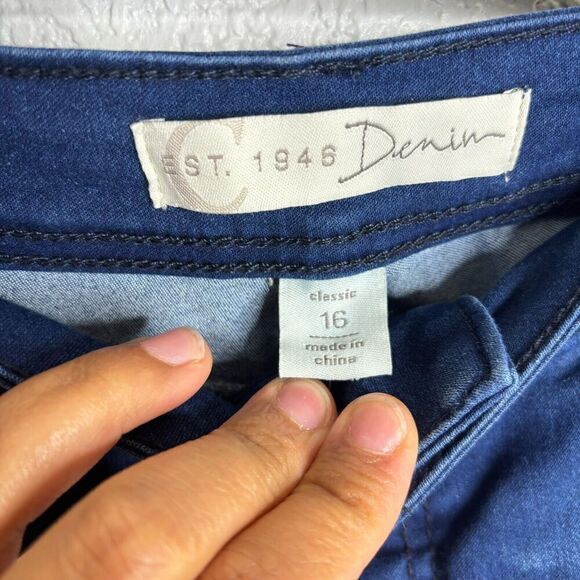 C
EST. 1946 Denim
classic
16
made in
china